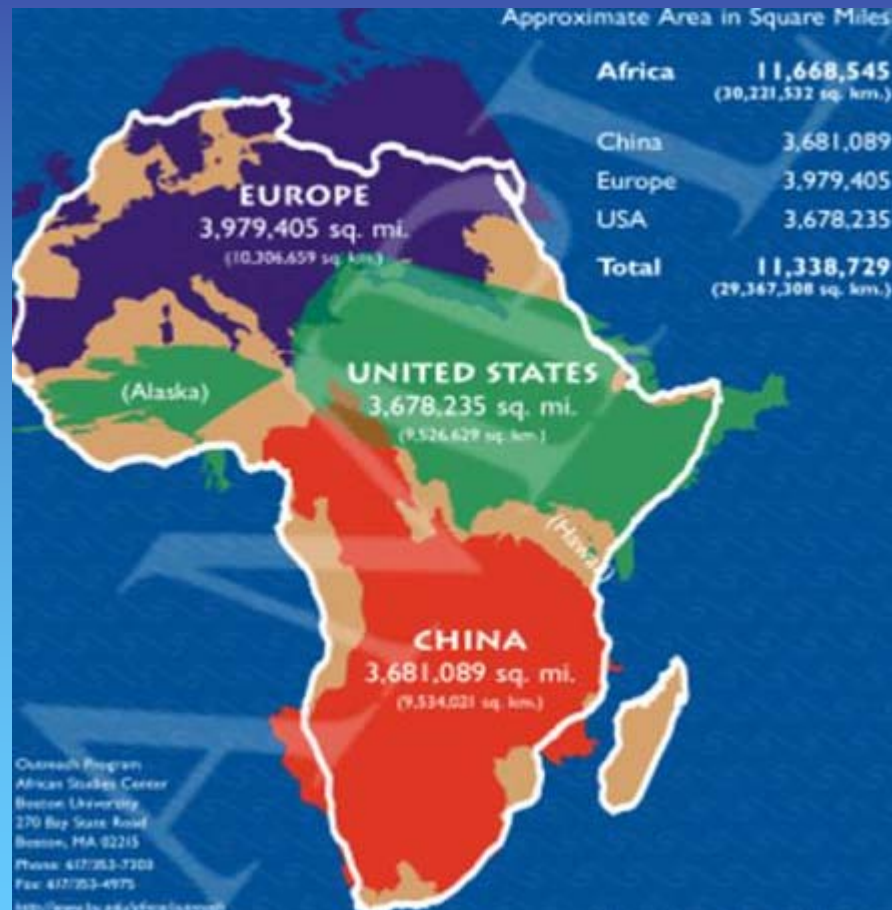 Approximate Area in Square Miles
Africa 11,668,545
(30,221,532 sq. km.)
China 3,681,089
Europe 3,979,405
USA 3,678,235
Total 11,338,729
(29,367,308 sq. km.)
EUROPE
3,979,405 sq. mi.
(10,306,659 sq. km.)
UNITED STATES
3,678,235 sq. mi.
(9,526,629 sq. km.)
(Alaska)
(Hawaii)
CHINA
3,681,089 sq. mi.
(9,534,021 sq. km.)
Outreach Program
African Studies Center
Boston University
270 Bay State Road
Boston, MA 02215
Phone: 617/353-7303
Fax: 617/353-4975